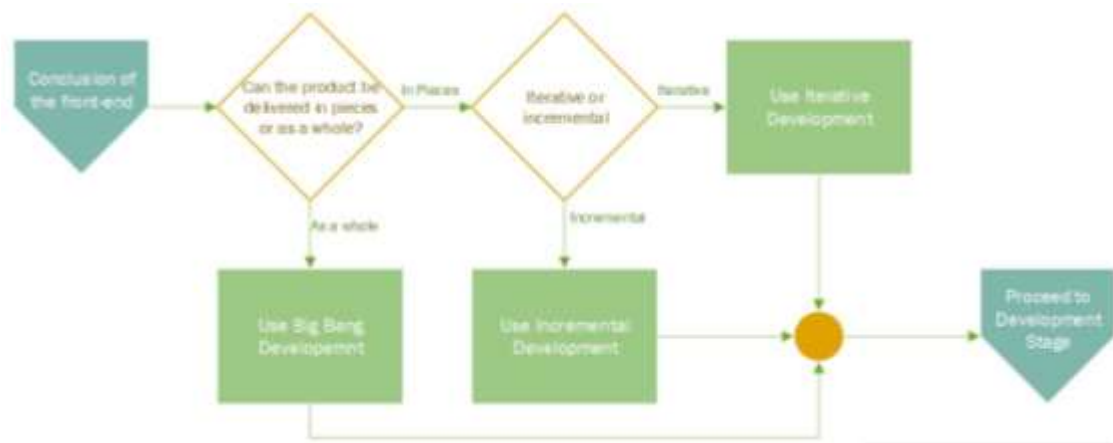 Conclusion of
the front-end
Can the product be
delivered in pieces
or as a whole?
In Pieces
Iterative or
incremental
Iterative
Use Iterative
Development
As a whole
Incremental
Use Big Bang
Developemnt
Use Incremental
Development
Proceed to
Development
Stage